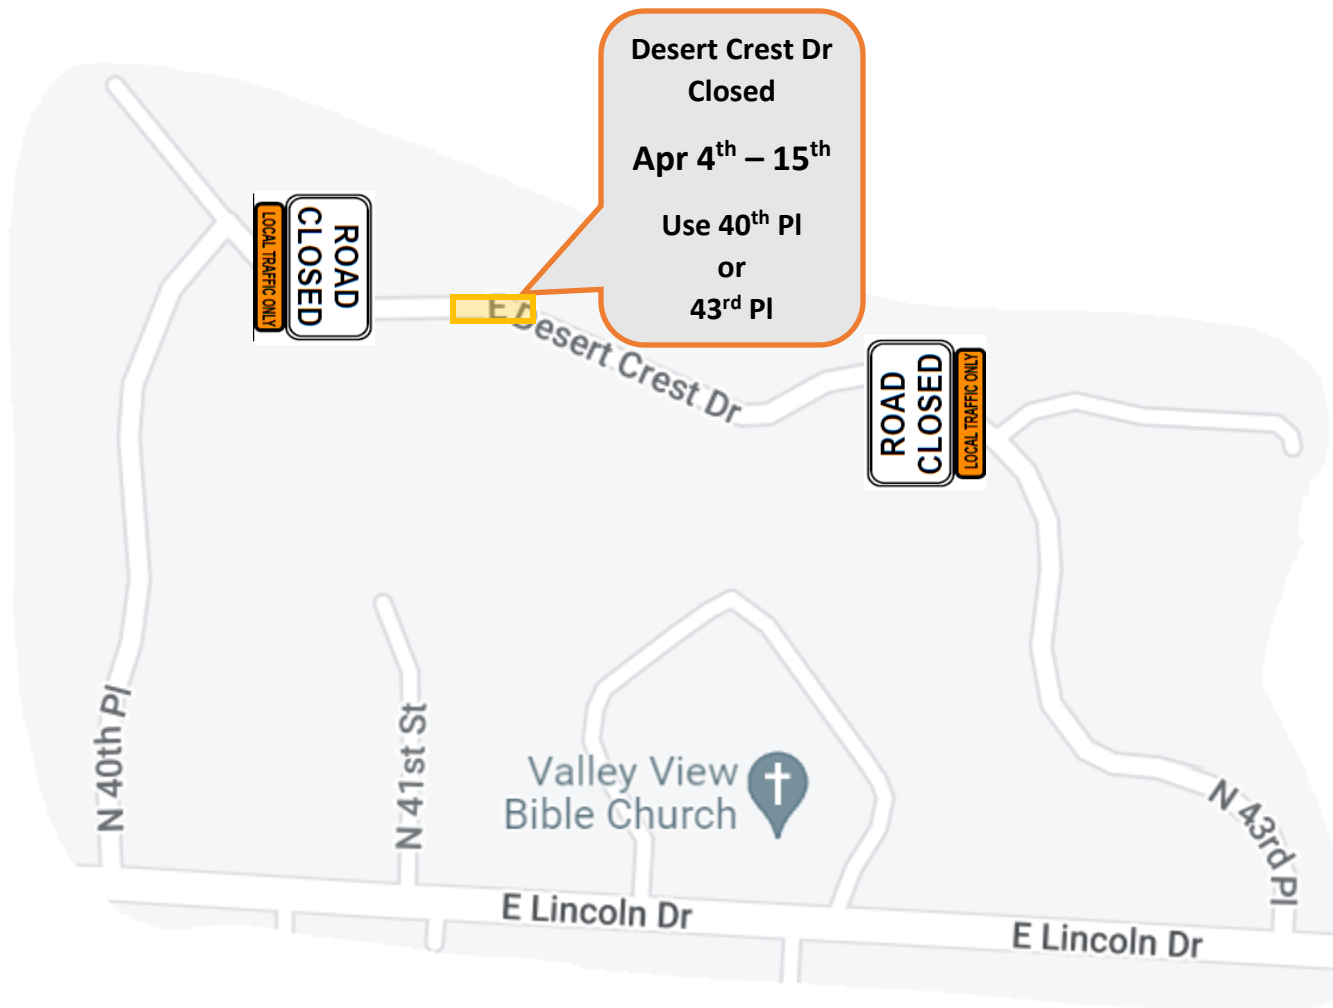 Desert Crest Dr
Closed
Apr 4th – 15th
Use 40th Pl
or
43rd Pl
ROAD
CLOSED
LOCAL TRAFFIC ONLY
E Desert Crest Dr
ROAD
CLOSED
LOCAL TRAFFIC ONLY
N 40th Pl
N 41st St
Valley View
Bible Church
N 43rd Pl
E Lincoln Dr
E Lincoln Dr